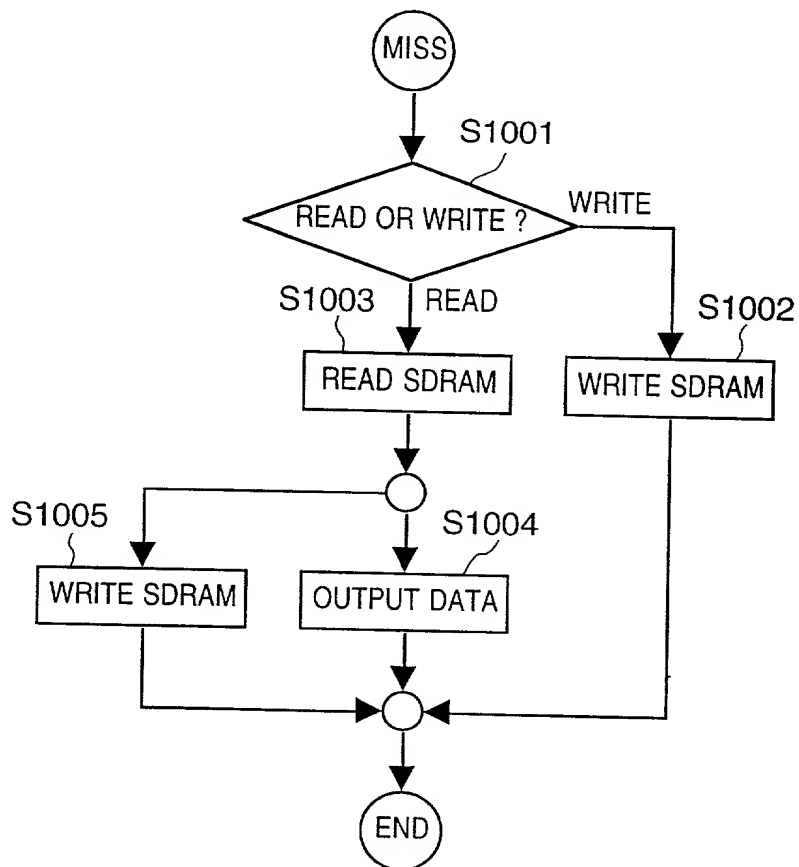 MISS
S1001
READ OR WRITE ?
WRITE
READ
S1003
S1002
READ SDRAM
WRITE SDRAM
S1005
S1004
WRITE SDRAM
OUTPUT DATA
END